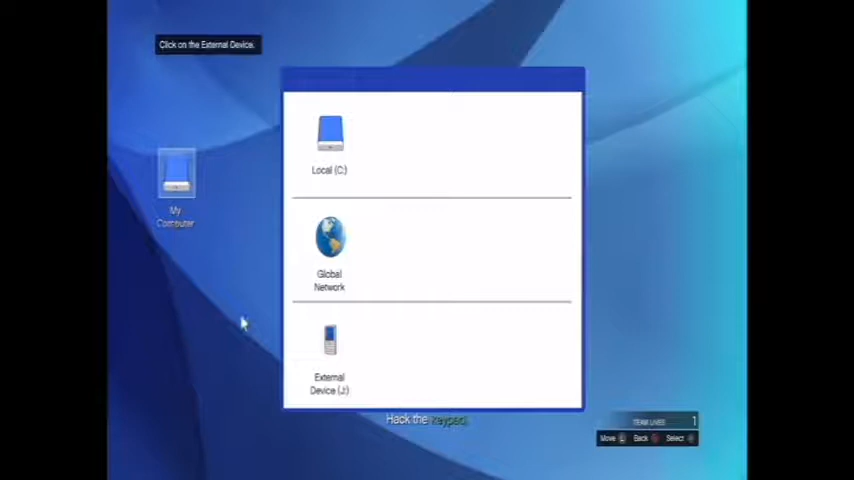 Click on the External Device.
Local (C:)
My
Computer
Global
Network
External
Device (J:)
Hack the keypad.
TEAM LIVES 1
Move L Back Select